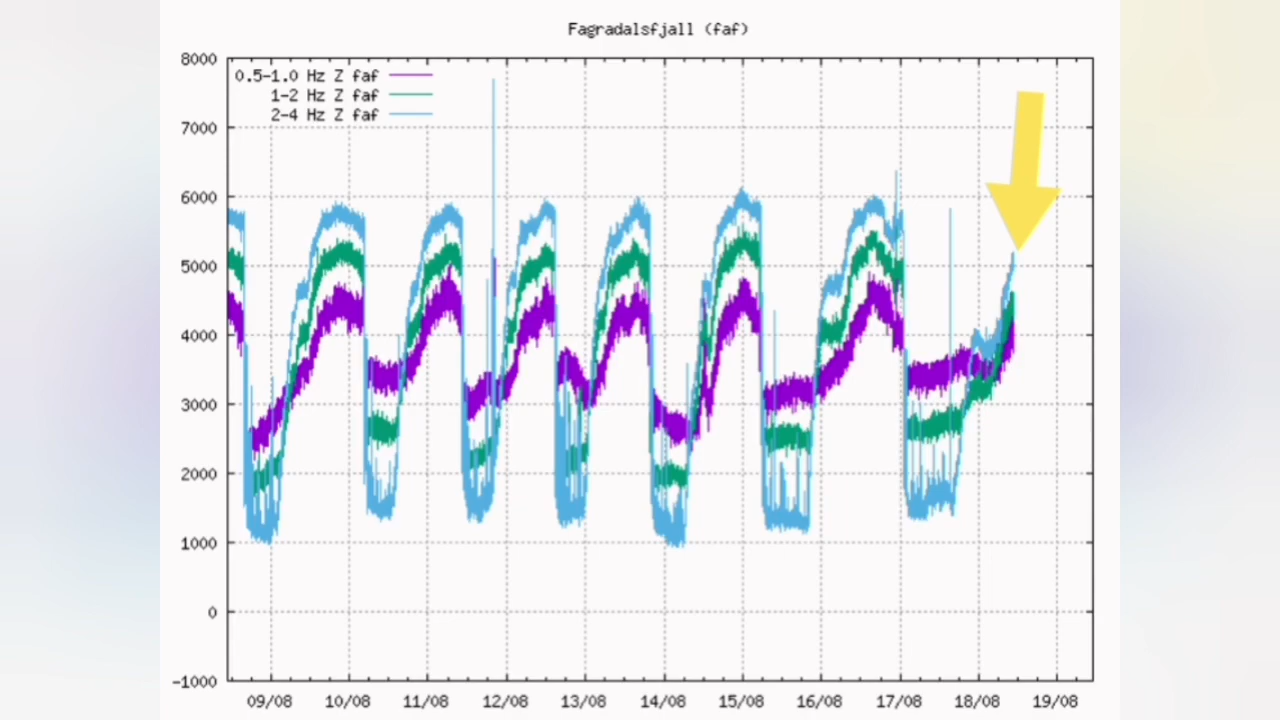 Fagradalsfjall (faf)
8000
0.5-1.0 Hz Z faf
1-2 Hz Z faf
2-4 Hz Z faf
7000
6000
5000
4000
3000
2000
1000
0
-1000
09/08 10/08 11/08 12/08 13/08 14/08 15/08 16/08 17/08 18/08 19/08